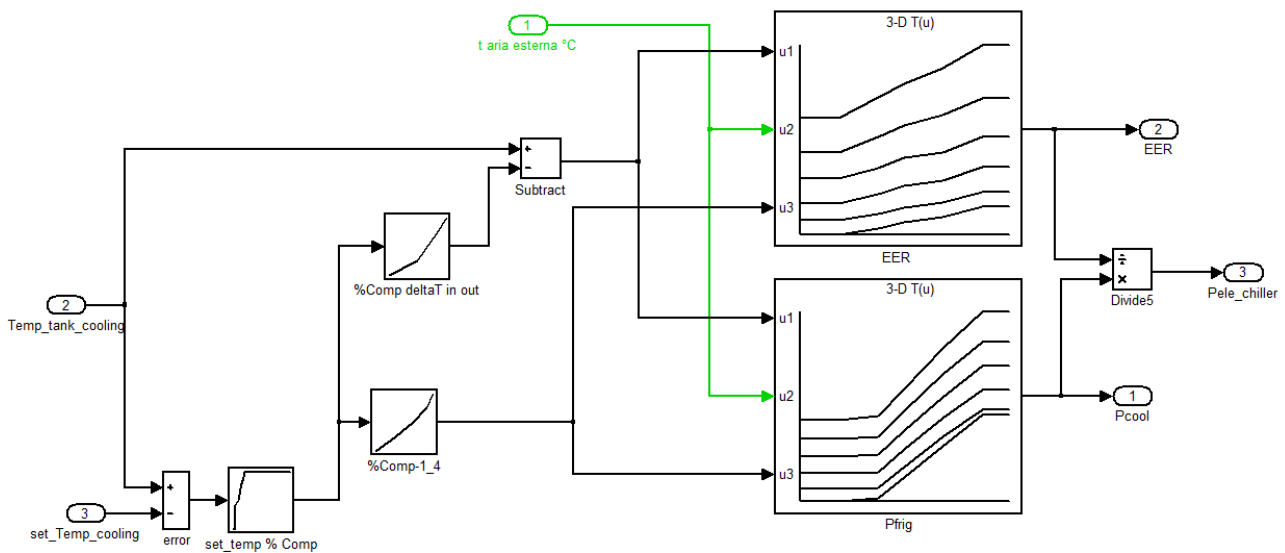 1
t aria esterna °C
3-D T(u)
u1
u2
u3
EER
2
EER
+
−
Subtract
%Comp deltaT in out
2
Temp_tank_cooling
3-D T(u)
u1
u2
u3
Pfrig
÷
×
Divide5
3
Pele_chiller
1
Pcool
%Comp-1_4
3
set_Temp_cooling
+
−
error
set_temp % Comp